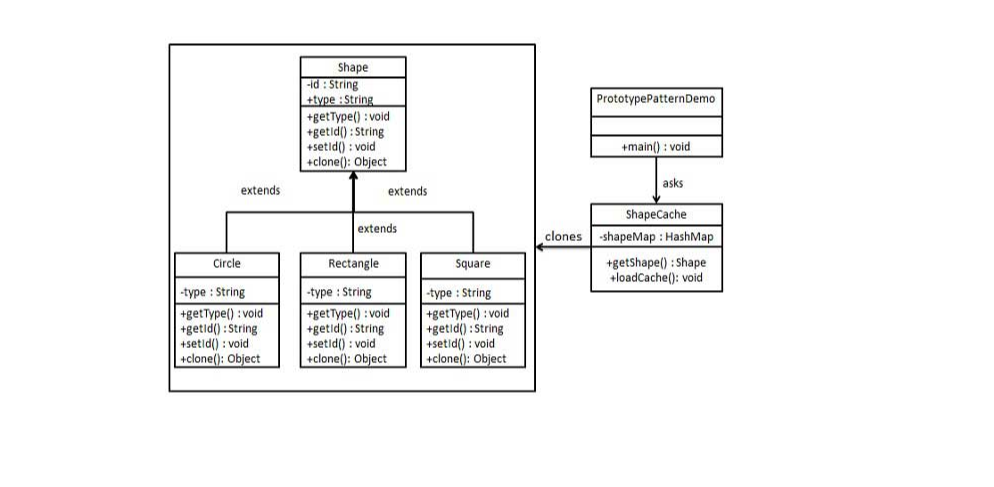 Shape
-id : String
+type : String
+getType() : void
+getId() : String
+setId() : void
+clone(): Object
extends
extends
extends
Circle
-type : String
+getType() : void
+getId() : String
+setId() : void
+clone(): Object
Rectangle
-type : String
+getType() : void
+getId() : String
+setId() : void
+clone(): Object
Square
-type : String
+getType() : void
+getId() : String
+setId() : void
+clone(): Object
PrototypePatternDemo
+main() : void
asks
ShapeCache
-shapeMap : HashMap
+getShape() : Shape
+loadCache(): void
clones